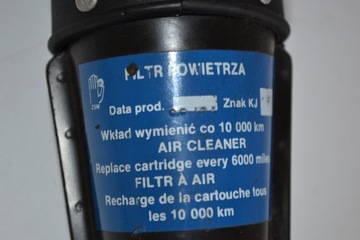 FILTR POWIETRZA
ZSM
Data prod. Znak KJ
Wkład wymienić co 10 000 km
AIR CLEANER
Replace cartridge every 6000 miles
FILTR À AIR
Recharge de la cartouche tous
les 10 000 km